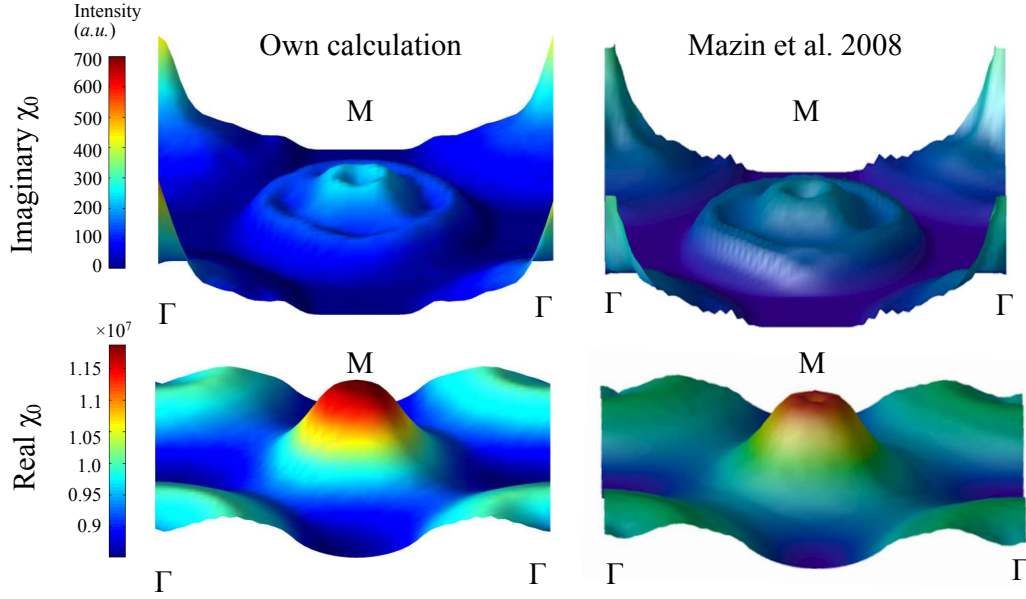 Intensity
(a.u.)
Own calculation
Mazin et al. 2008
Imaginary χ0
700
600
500
400
300
200
100
0
M
M
Γ
Γ
Γ
Γ
Real χ0
×10^7
1.15
1.1
1.05
1.0
0.95
0.9
M
M
Γ
Γ
Γ
Γ